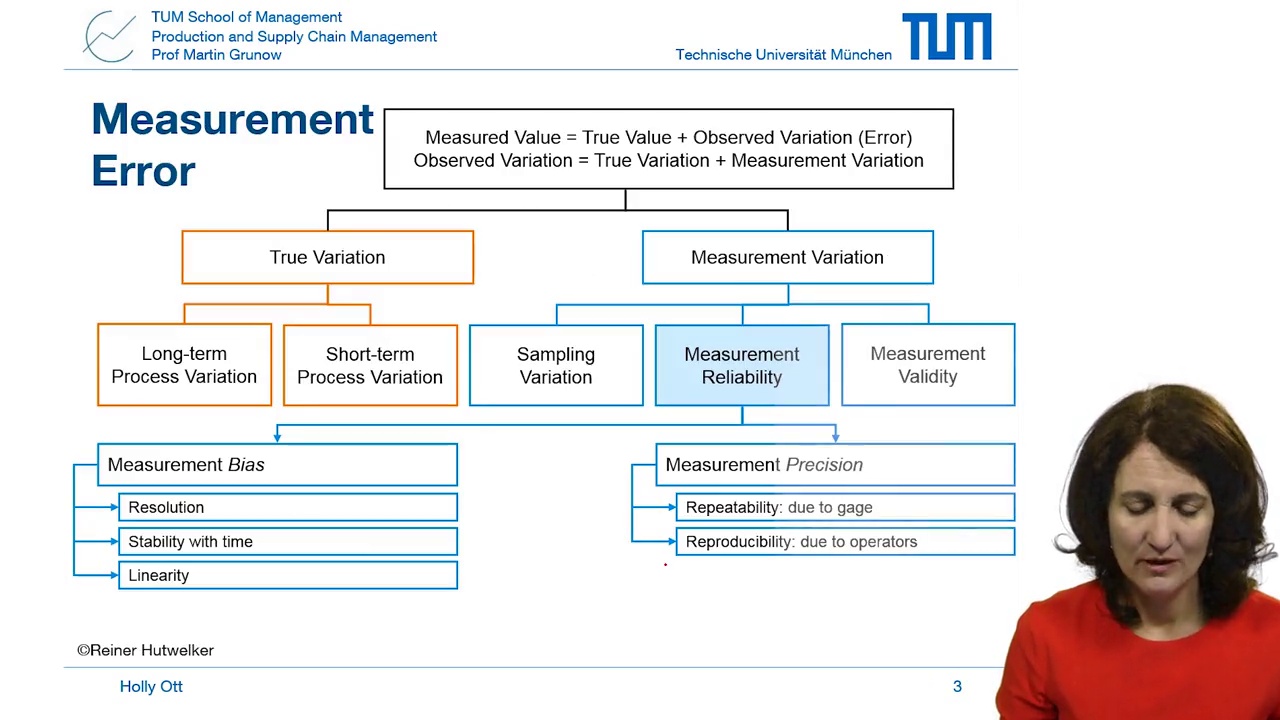 TUM School of Management
Production and Supply Chain Management
Prof Martin Grunow
Technische Universität München
TUM
Measurement
Error
Measured Value = True Value + Observed Variation (Error)
Observed Variation = True Variation + Measurement Variation
True Variation
Measurement Variation
Long-term
Process Variation
Short-term
Process Variation
Sampling
Variation
Measurement
Reliability
Measurement
Validity
Measurement Bias
Resolution
Stability with time
Linearity
Measurement Precision
Repeatability: due to gage
Reproducibility: due to operators
©Reiner Hutwelker
Holly Ott
3